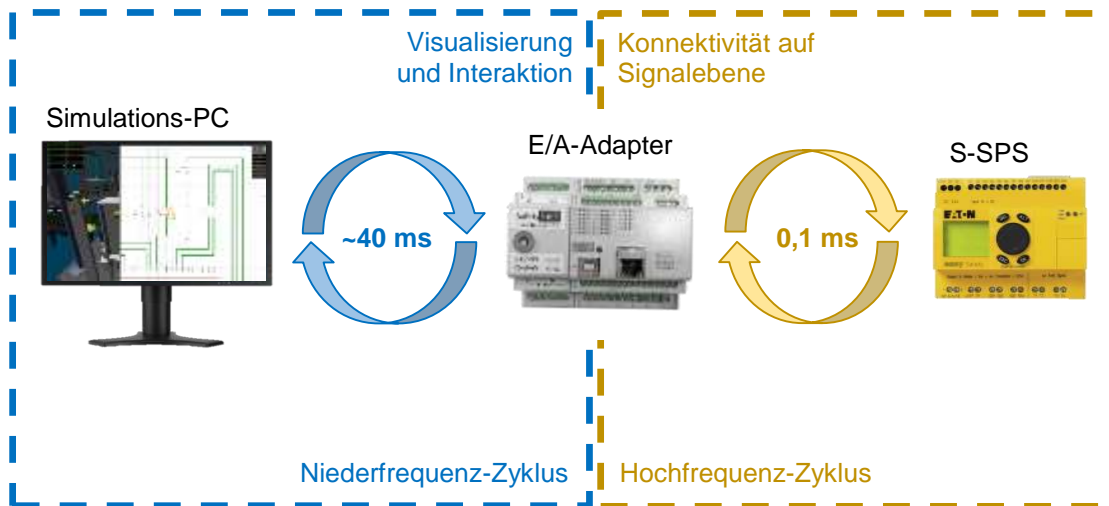 Visualisierung
und Interaktion
Konnektivität auf
Signalebene
Simulations-PC
E/A-Adapter
S-SPS
~40 ms
0,1 ms
EATON
Niederfrequenz-Zyklus
Hochfrequenz-Zyklus